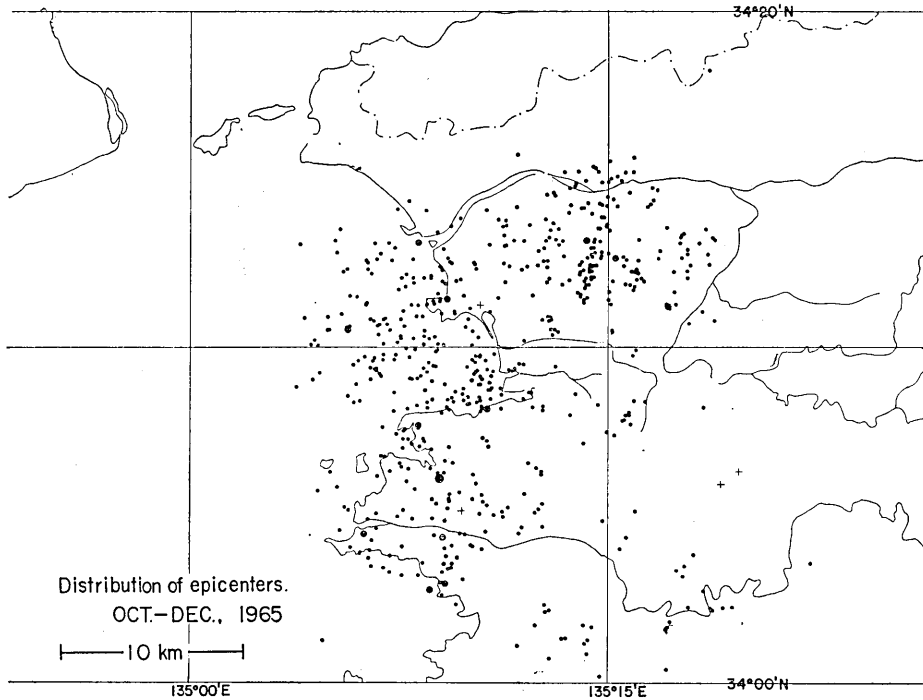 34°20'N
Distribution of epicenters.
OCT.–DEC., 1965
10 km
135°00'E
135°15'E
34°00'N